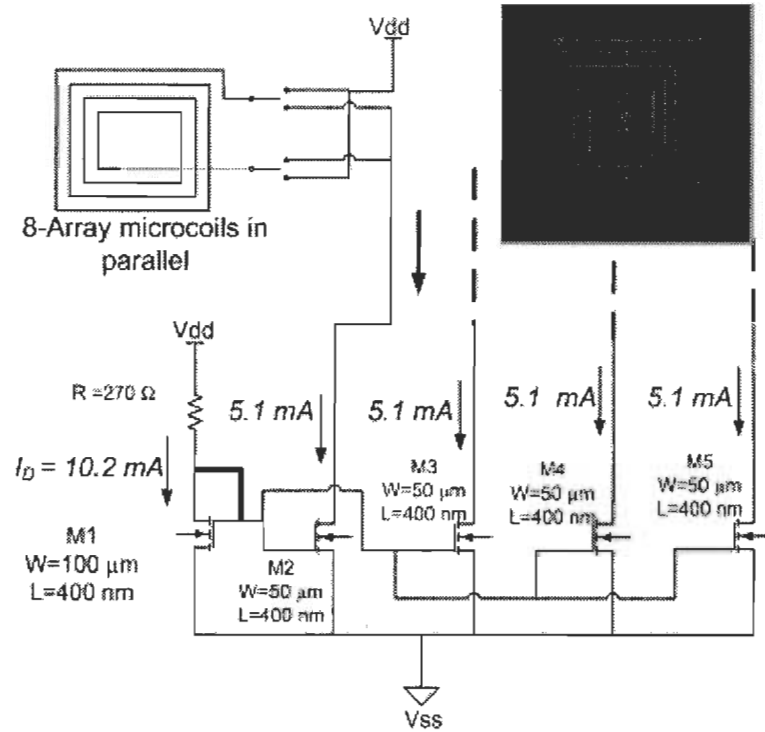 Vdd
8-Array microcoils in
parallel
Vdd
R =270 Ω
I_D = 10.2 mA
5.1 mA
5.1 mA
5.1 mA
5.1 mA
M1
W=100 µm
L=400 nm
M2
W=50 µm
L=400 nm
M3
W=50 µm
L=400 nm
M4
W=50 µm
L=400 nm
M5
W=50 µm
L=400 nm
Vss